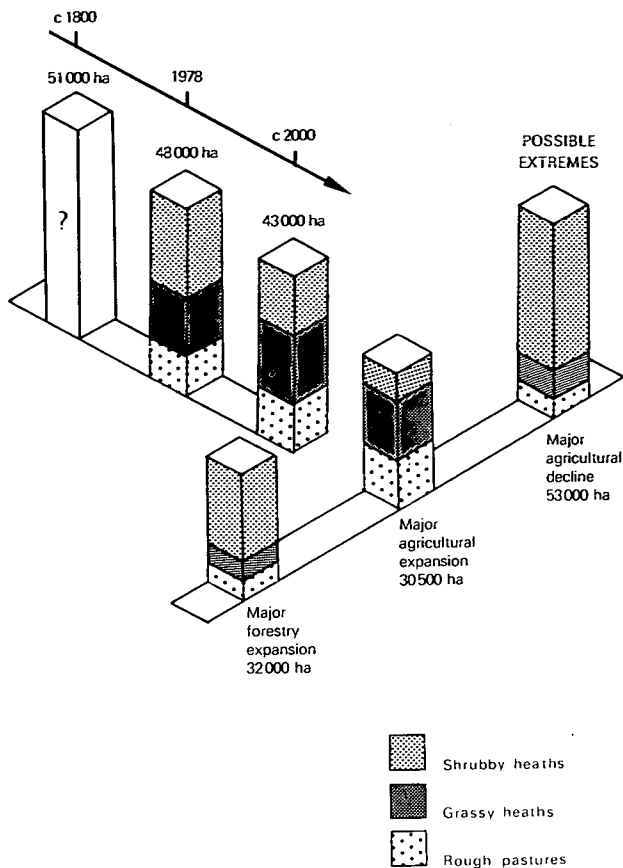 c 1800
51 000 ha
1978
48 000 ha
c 2000
43 000 ha
?
POSSIBLE
EXTREMES
Major
agricultural
decline
53 000 ha
Major
agricultural
expansion
30 500 ha
Major
forestry
expansion
32 000 ha
Shrubby heaths
Grassy heaths
Rough pastures